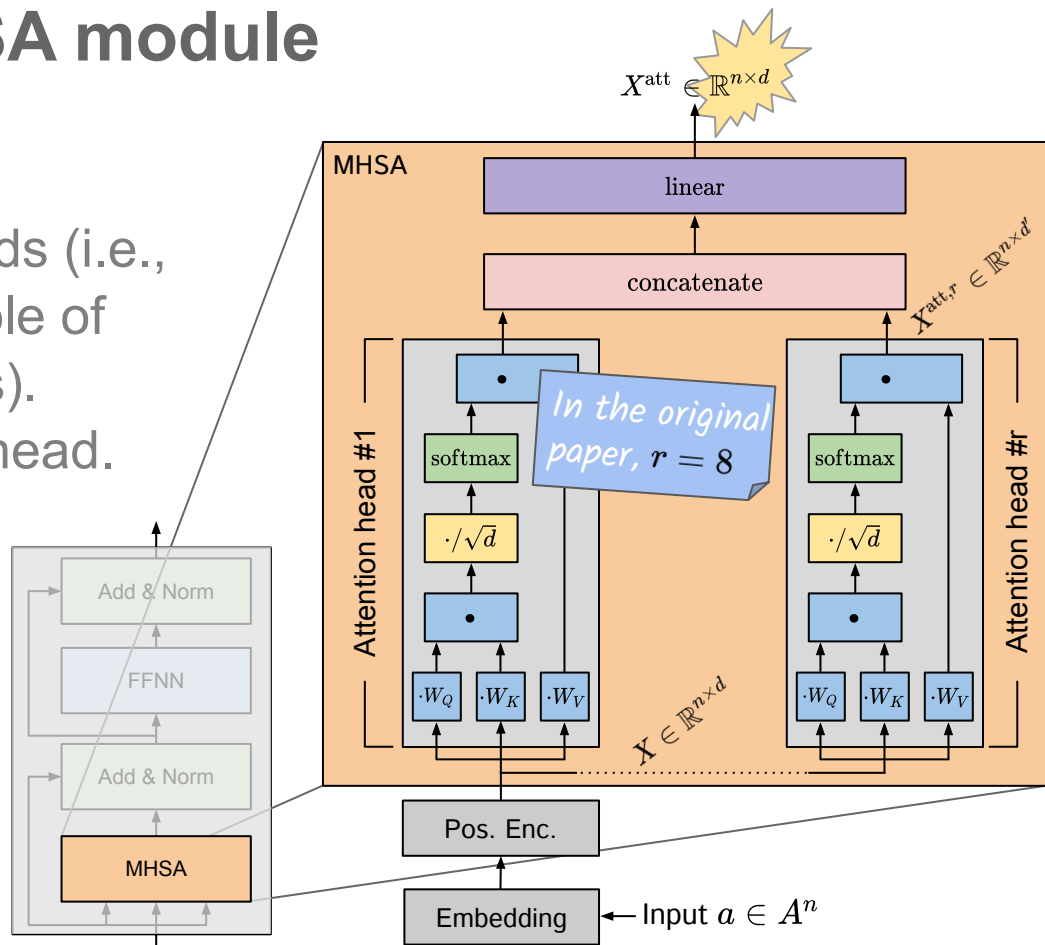 SA module
ds (i.e.,
ole of
s).
head.
X^{att} ∈ ℝ^{n×d}
MHSA
linear
concatenate
X^{att,r} ∈ ℝ^{n×d'}
Attention head #1
•
softmax
·/√d
•
·W_Q ·W_K ·W_V
In the original
paper, r = 8
•
softmax
·/√d
•
·W_Q ·W_K ·W_V
Attention head #r
X ∈ ℝ^{n×d}
Add & Norm
FFNN
Add & Norm
MHSA
Pos. Enc.
Embedding
Input a ∈ A^n